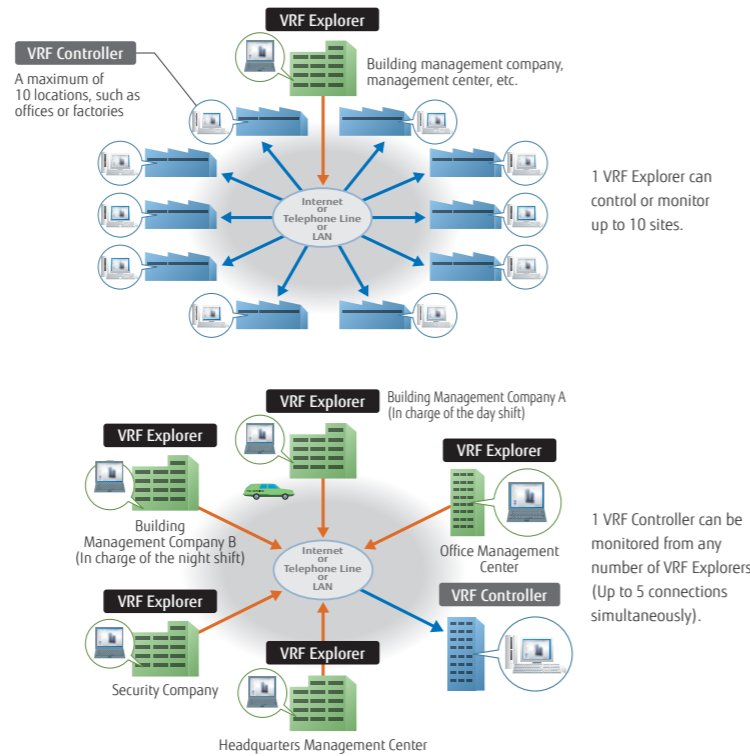 VRF Explorer
VRF Controller
A maximum of
10 locations, such as
offices or factories
Building management company,
management center, etc.
Internet
or
Telephone Line
or
LAN
1 VRF Explorer can
control or monitor
up to 10 sites.
VRF Explorer
Building Management Company A
(In charge of the day shift)
VRF Explorer
Building
Management Company B
(In charge of the night shift)
VRF Explorer
Office Management
Center
Internet
or
Telephone Line
or
LAN
1 VRF Controller can be
monitored from any
number of VRF Explorers
(Up to 5 connections
simultaneously).
VRF Explorer
Security Company
VRF Controller
VRF Explorer
Headquarters Management Center